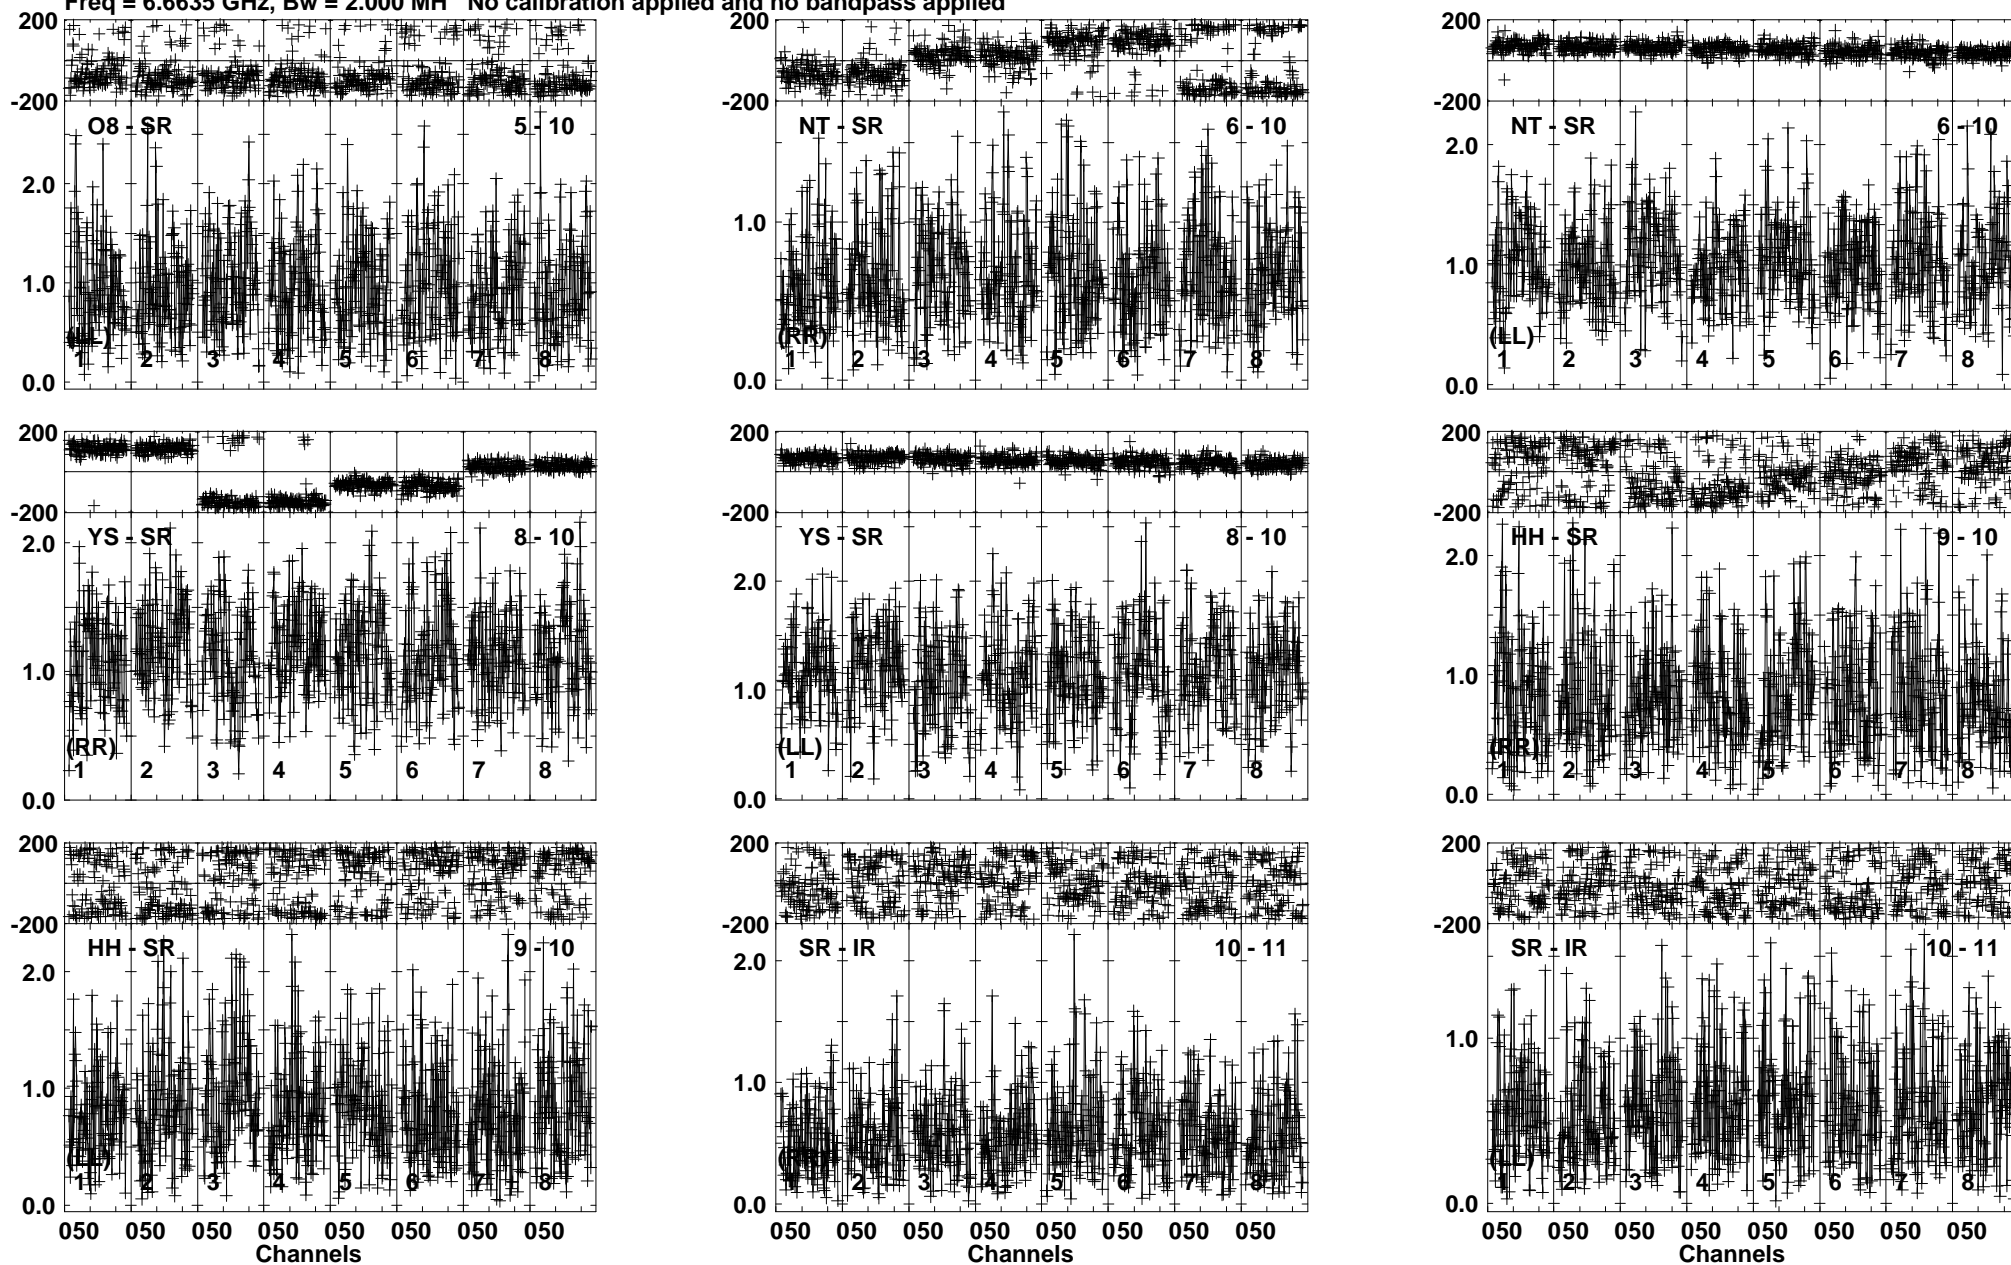 Freq = 6.6635 GHz, Bw = 2.000 MH No calibration applied and no bandpass applied
200 200 200
-200 -200 -200
O8 - SR 5 - 10 NT - SR 6 - 10 NT - SR 6 - 10
2.0 1.0 0.0 1.0 0.0 2.0 1.0 0.0
(LL) (RR) (LL)
1 2 3 4 5 6 7 8 1 2 3 4 5 6 7 8 1 2 3 4 5 6 7 8
200 200 200
-200 -200 -200
YS - SR 8 - 10 YS - SR 8 - 10 HH - SR 9 - 10
2.0 1.0 0.0 2.0 1.0 0.0 2.0 1.0 0.0
(RR) (LL) (RR)
1 2 3 4 5 6 7 8 1 2 3 4 5 6 7 8 1 2 3 4 5 6 7 8
200 200 200
-200 -200 -200
HH - SR 9 - 10 SR - IR 10 - 11 SR - IR 10 - 11
2.0 1.0 0.0 2.0 1.0 0.0 1.0 0.0
(LL) (RR) (LL)
1 2 3 4 5 6 7 8 1 2 3 4 5 6 7 8 1 2 3 4 5 6 7 8
050 050 050 050 050 050 050 050 050 050 050 050 050 050 050 050 050 050 050 050 050 050 050 050
Channels Channels Channels